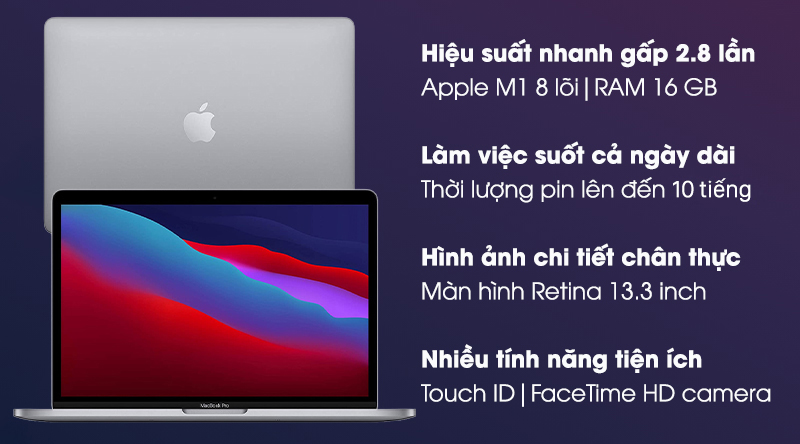 Hiệu suất nhanh gấp 2.8 lần
Apple M1 8 lõi | RAM 16 GB
Làm việc suốt cả ngày dài
Thời lượng pin lên đến 10 tiếng
Hình ảnh chi tiết chân thực
Màn hình Retina 13.3 inch
Nhiều tính năng tiện ích
Touch ID | FaceTime HD camera
MacBook Pro